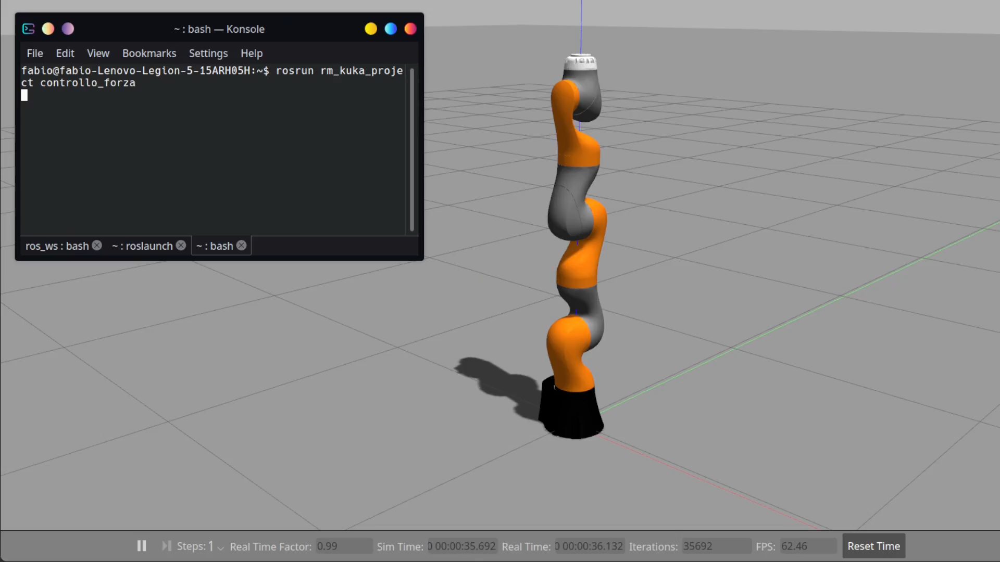 ~ : bash — Konsole
File Edit View Bookmarks Settings Help
fabio@fabio-Lenovo-Legion-5-15ARH05H:~$ rosrun rm_kuka_proje
ct controllo_forza
ros_ws : bash ~ : roslaunch ~ : bash
Steps: 1 Real Time Factor: 0.99 Sim Time: 0 00:00:35.692 Real Time: 0 00:00:36.132 Iterations: 35692 FPS: 62.46 Reset Time